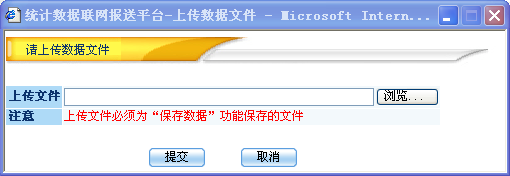 统计数据联网报送平台-上传数据文件 - Microsoft Intern...
请上传数据文件
上传文件 浏览...
注意 上传文件必须为“保存数据”功能保存的文件
提交 取消